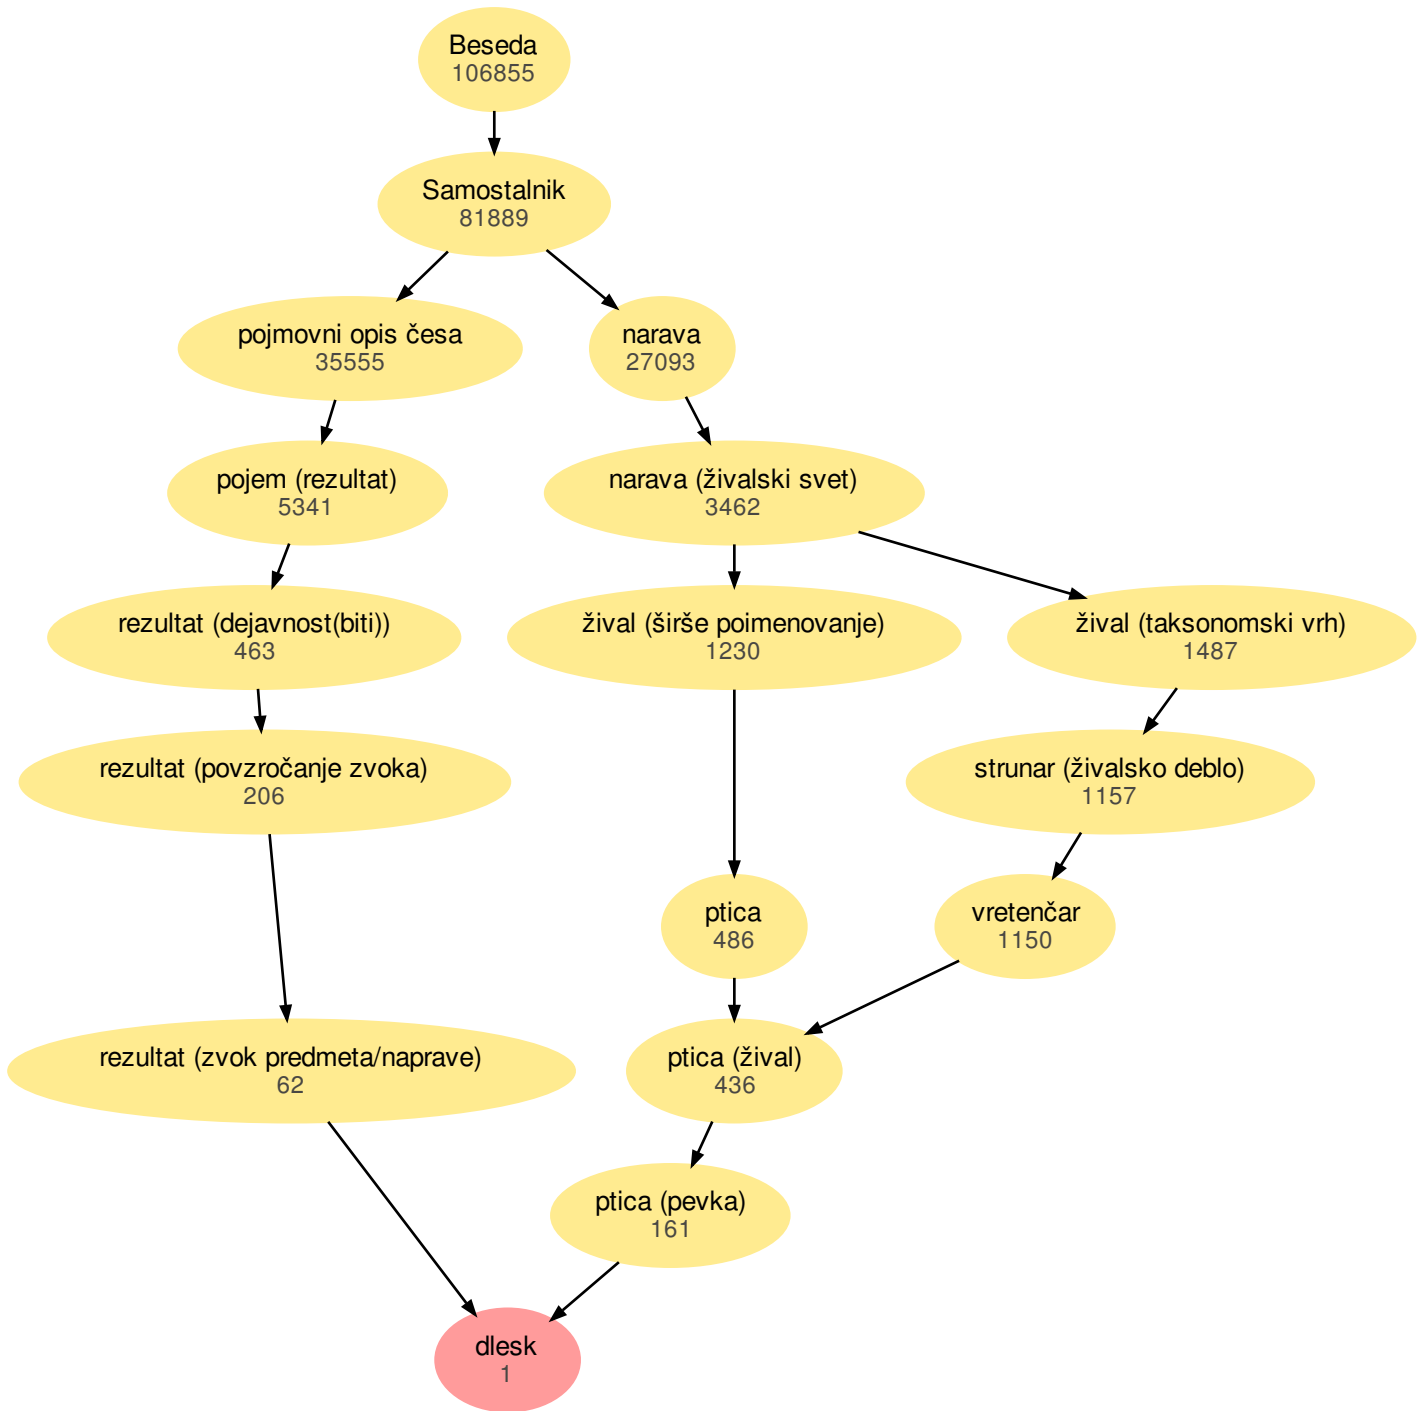 Beseda
106855
Samostalnik
81889
pojmovni opis česa
35555
narava
27093
pojem (rezultat)
5341
narava (živalski svet)
3462
rezultat (dejavnost(biti))
463
žival (širše poimenovanje)
1230
žival (taksonomski vrh)
1487
rezultat (povzročanje zvoka)
206
strunar (živalsko deblo)
1157
ptica
486
vretenčar
1150
rezultat (zvok predmeta/naprave)
62
ptica (žival)
436
ptica (pevka)
161
dlesk
1